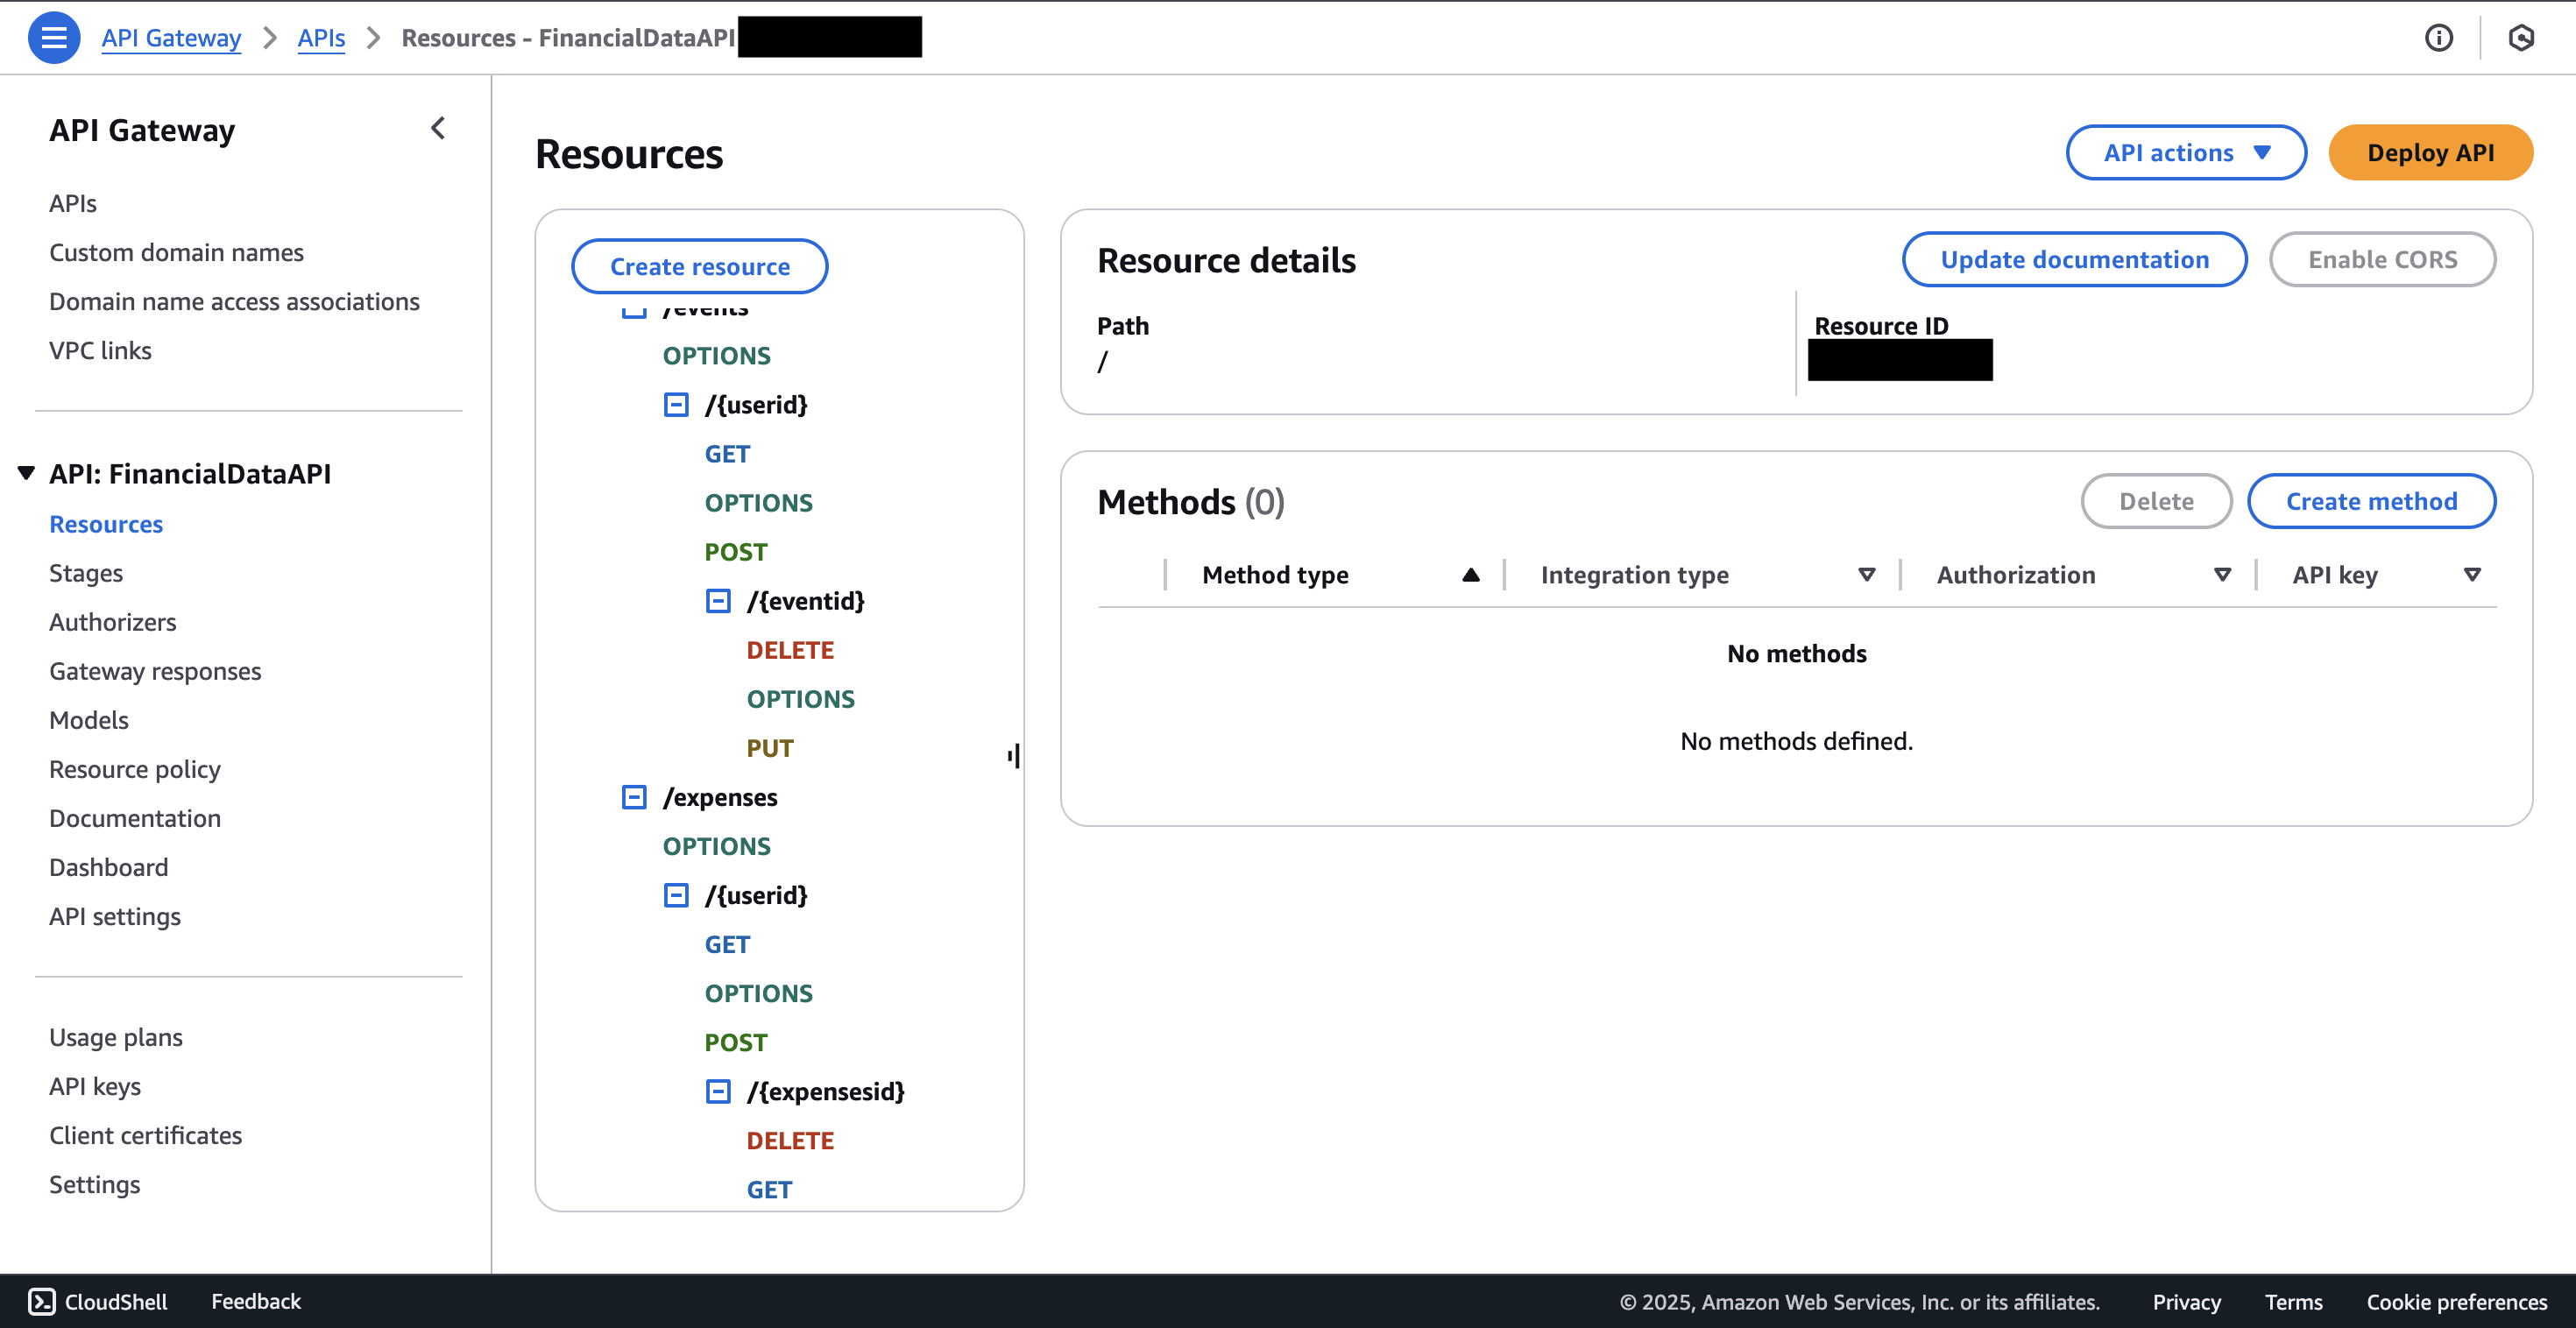 API Gateway > APIs > Resources - FinancialDataAPI
API Gateway
APIs
Custom domain names
Domain name access associations
VPC links
API: FinancialDataAPI
Resources
Stages
Authorizers
Gateway responses
Models
Resource policy
Documentation
Dashboard
API settings
Usage plans
API keys
Client certificates
Settings
Resources
API actions
Deploy API
Create resource
/events
OPTIONS
/{userid}
GET
OPTIONS
POST
/{eventid}
DELETE
OPTIONS
PUT
/expenses
OPTIONS
/{userid}
GET
OPTIONS
POST
/{expensesid}
DELETE
GET
Resource details
Update documentation
Enable CORS
Path
/
Resource ID
Methods (0)
Delete
Create method
Method type
Integration type
Authorization
API key
No methods
No methods defined.
CloudShell
Feedback
© 2025, Amazon Web Services, Inc. or its affiliates.
Privacy
Terms
Cookie preferences